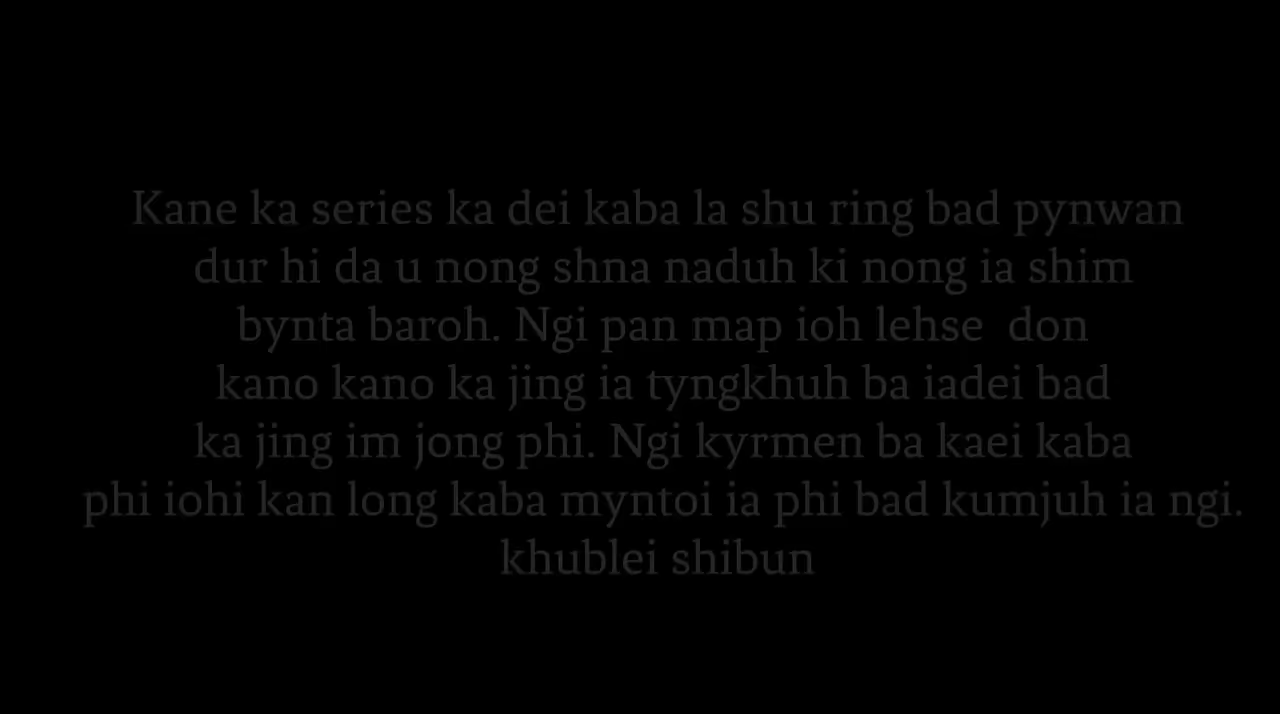 Kane ka series ka dei kaba la shu ring bad pynwan
dur hi da u nong shna naduh ki nong ia shim
bynta baroh. Ngi pan map ioh lehse  don
kano kano ka jing ia tyngkhuh ba iadei bad
ka jing im jong phi. Ngi kyrmen ba kaei kaba
phi iohi kan long kaba myntoi ia phi bad kumjuh ia ngi.
khublei shibun